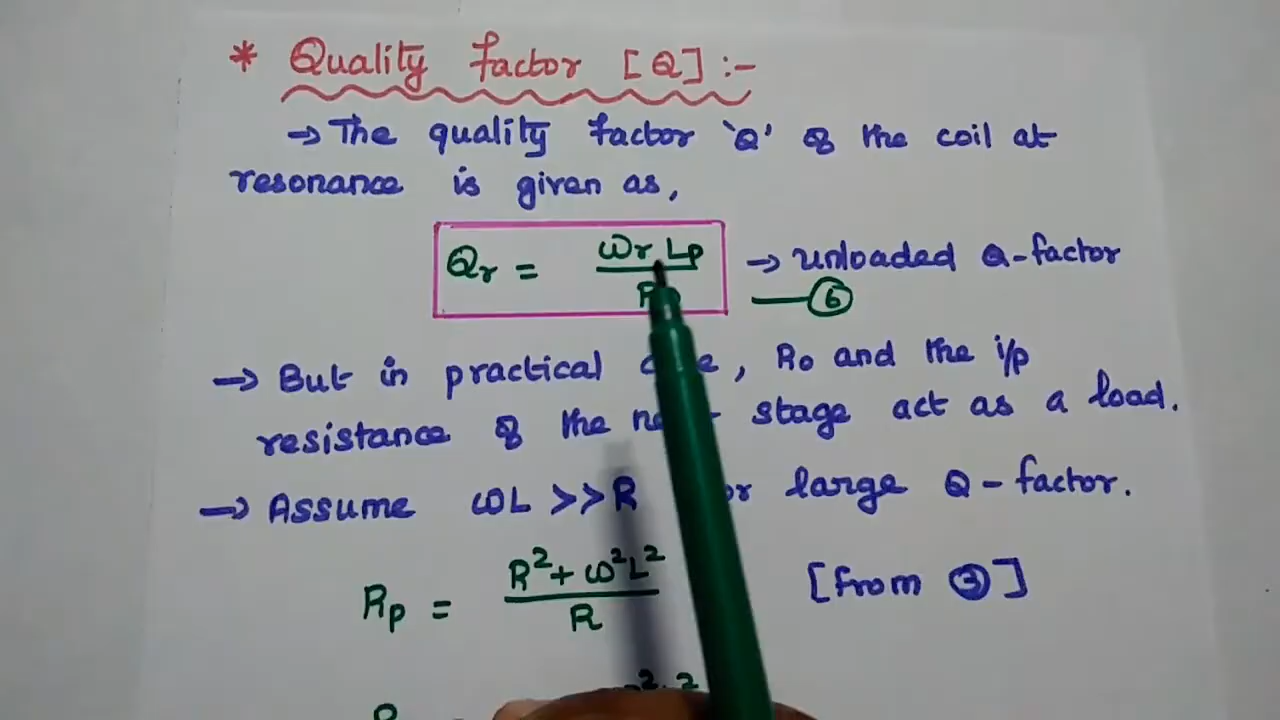 * Quality factor [Q] :-
→ The quality factor 'Q' of the coil at
resonance is given as,
Qr = ωr Lp / → unloaded Q-factor
—— ⑥
→ But in practical , Ro and the i/p
resistance of the stage act as a load.
→ Assume ωL >> R large Q-factor.
Rp = R² + ω²L² / R [from ③]